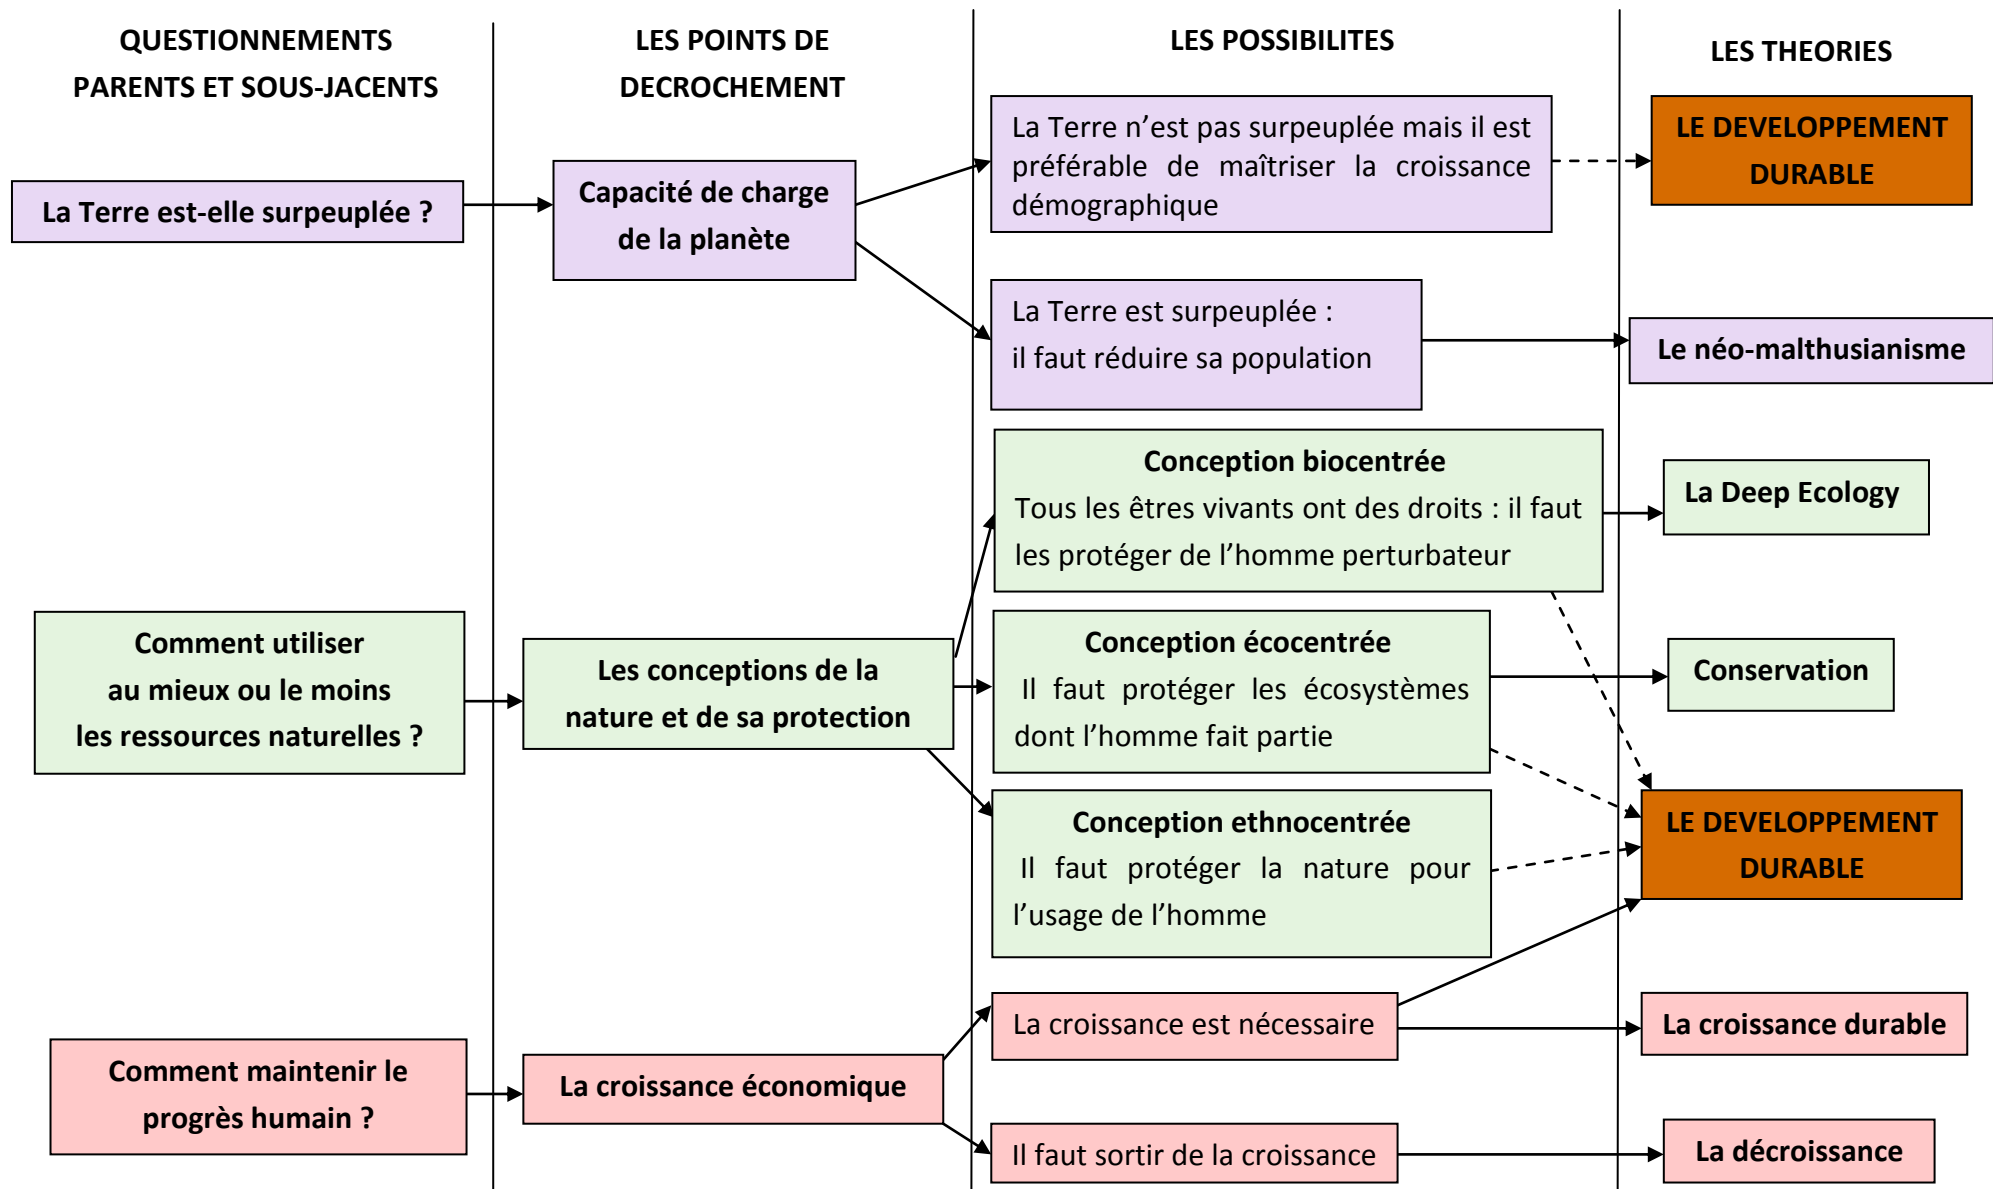 QUESTIONNEMENTS
PARENTS ET SOUS-JACENTS
LES POINTS DE
DECROCHEMENT
LES POSSIBILITES
LES THEORIES
La Terre est-elle surpeuplée ?
Capacité de charge
de la planète
La Terre n’est pas surpeuplée mais il est
préférable de maîtriser la croissance
démographique
LE DEVELOPPEMENT
DURABLE
La Terre est surpeuplée :
il faut réduire sa population
Le néo-malthusianisme
Comment utiliser
au mieux ou le moins
les ressources naturelles ?
Les conceptions de la
nature et de sa protection
Conception biocentrée
Tous les êtres vivants ont des droits : il faut
les protéger de l’homme perturbateur
La Deep Ecology
Conception écocentrée
Il faut protéger les écosystèmes
dont l’homme fait partie
Conservation
Conception ethnocentrée
Il faut protéger la nature pour
l’usage de l’homme
LE DEVELOPPEMENT
DURABLE
Comment maintenir le
progrès humain ?
La croissance économique
La croissance est nécessaire
La croissance durable
Il faut sortir de la croissance
La décroissance